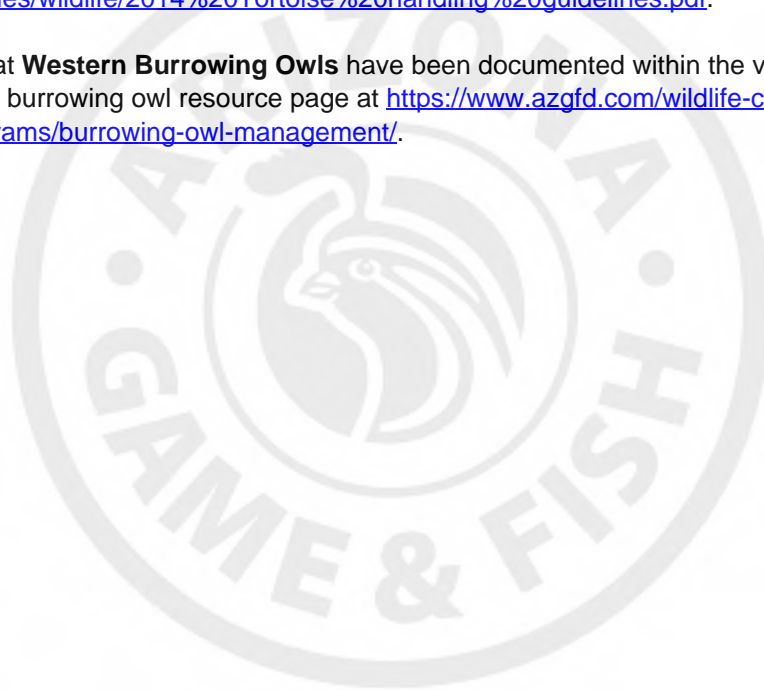 es/wildlife/2014%20Tortoise%20handling%20guidelines.pdf.
at Western Burrowing Owls have been documented within the v
burrowing owl resource page at https://www.azgfd.com/wildlife-c
rams/burrowing-owl-management/.
ARIZONA
GAME & FISH